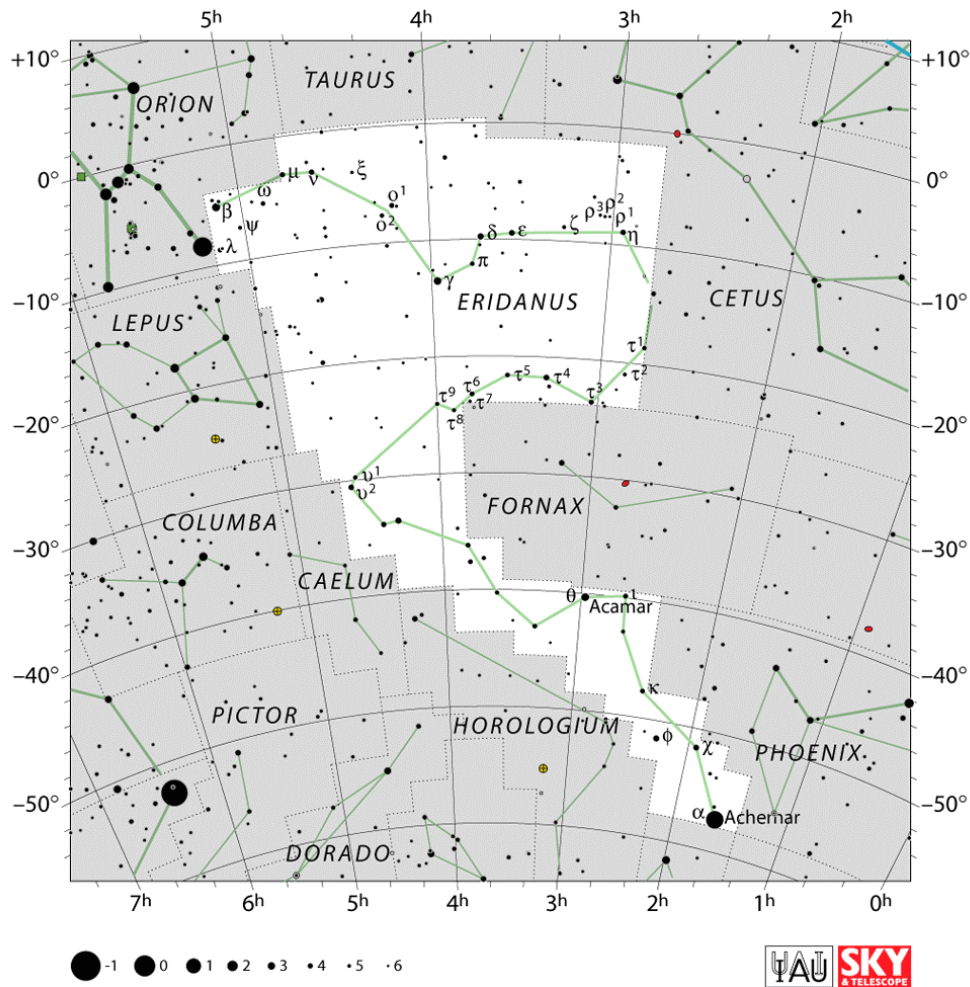 5h 4h 3h 2h
+10° +10°
TAURUS
ORION
0° 0°
μ ν ξ
ω ο¹ ρ³ρ²
β ρ¹
ψ ο² δ ε ζ η
λ
π
γ
−10° ERIDANUS CETUS −10°
LEPUS
τ¹
τ⁵ τ⁴ τ²
τ⁹ τ⁶ τ³
τ⁷
τ⁸
−20° −20°
υ¹
υ²
FORNAX
COLUMBA
−30° −30°
CAELUM
θ ι
Acamar
−40° −40°
κ
PICTOR
HOROLOGIUM
φ χ
PHOENIX
−50° −50°
α Achernar
DORADO
7h 6h 5h 4h 3h 2h 1h 0h
-1 0 1 2 3 4 5 6
IAU
SKY
& TELESCOPE